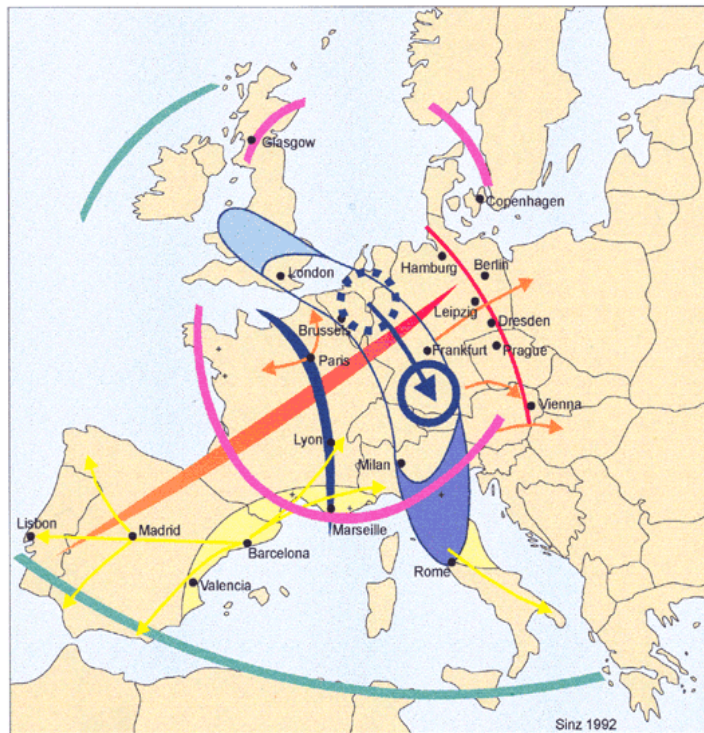 Glasgow
Copenhagen
Hamburg
Berlin
London
Leipzig
Brussels
Dresden
Prague
Frankfurt
Paris
Vienna
Lyon
Milan
Marseille
Lisbon
Madrid
Barcelona
Rome
Valencia
Sinz 1992